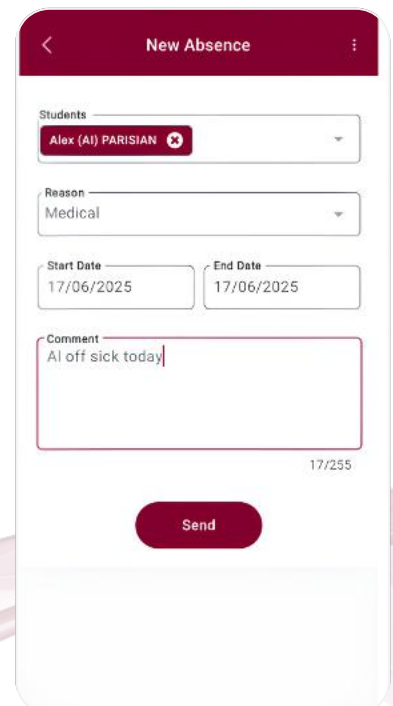 New Absence
Students
Alex (AI) PARISIAN
Reason
Medical
Start Date
End Date
17/06/2025
17/06/2025
Comment
Al off sick today
17/255
Send